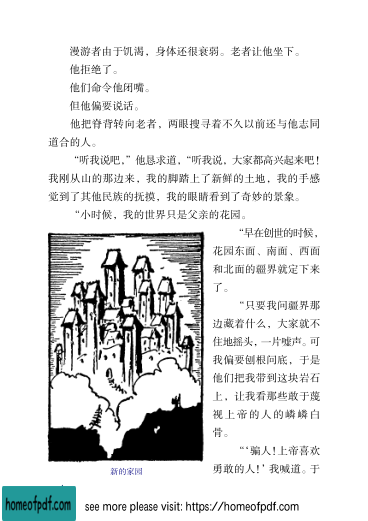 漫游者由于饥渴，身体还很衰弱。老者让他坐下。
他拒绝了。
他们命令他闭嘴。
但他偏要说话。
他把脊背转向老者，两眼搜寻着不久以前还与他志同
道合的人。
“听我说吧，”他恳求道，“听我说，大家都高兴起来吧！
我刚从山的那边来，我的脚踏上了新鲜的土地，我的手感
觉到了其他民族的抚摸，我的眼睛看到了奇妙的景象。
“小时候，我的世界只是父亲的花园。
“早在创世的时候，
花园东面、南面、西面
和北面的疆界就定下来
了。
“只要我问疆界那
边藏着什么，大家就不
住地摇头，一片嘘声。可
我偏要刨根问底，于是
他们把我带到这块岩石
上，让我看那些敢于蔑
视上帝的人的嶙嶙白
骨。
“‘骗人！上帝喜欢
勇敢的人！’我喊道。于
新的家园
homeofpdf.com
see more please visit: https://homeofpdf.com